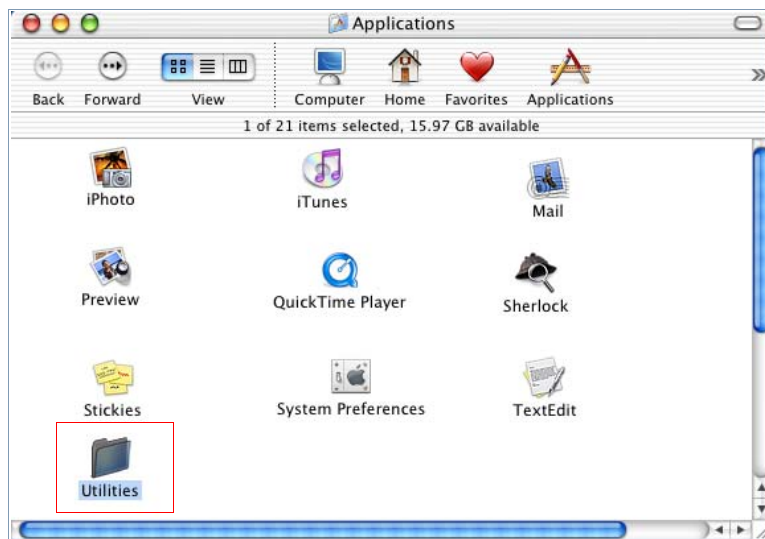 Applications
Back Forward View Computer Home Favorites Applications
1 of 21 items selected, 15.97 GB available
iPhoto iTunes Mail
Preview QuickTime Player Sherlock
Stickies System Preferences TextEdit
Utilities